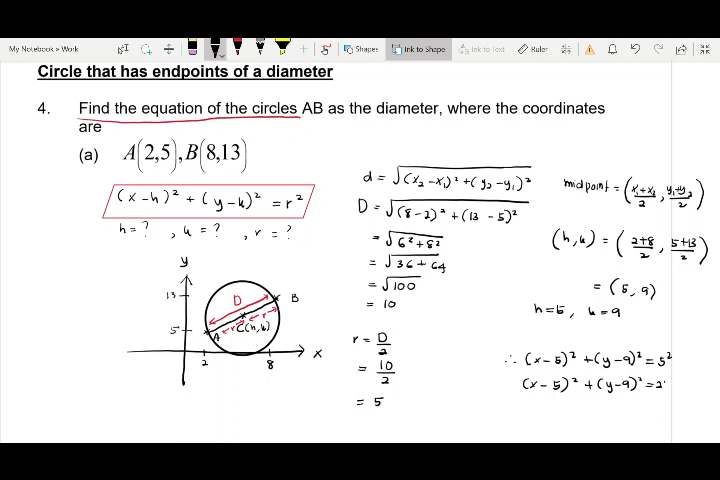 My Notebook » Work
Shapes
Ink to Shape
Ink to Text
Ruler
Circle that has endpoints of a diameter
4. Find the equation of the circles AB as the diameter, where the coordinates
are
(a) A(2,5), B(8,13)
(x-h)² + (y-k)² = r²
h = ? , k = ? , r = ?
y
13
5
D
B
r
r
A
C(h,k)
2
8
x
d = √(x₂ - x₁)² + (y₂ - y₁)²
D = √(8 - 2)² + (13 - 5)²
= √6² + 8²
= √36 + 64
= √100
= 10
r = D/2
= 10/2
= 5
midpoint = (x₁+x₂/2, y₁+y₂/2)
(h,k) = (2+8/2, 5+13/2)
= (5, 9)
h = 5, k = 9
∴ (x-5)² + (y-9)² = 5²
(x-5)² + (y-9)² = 2